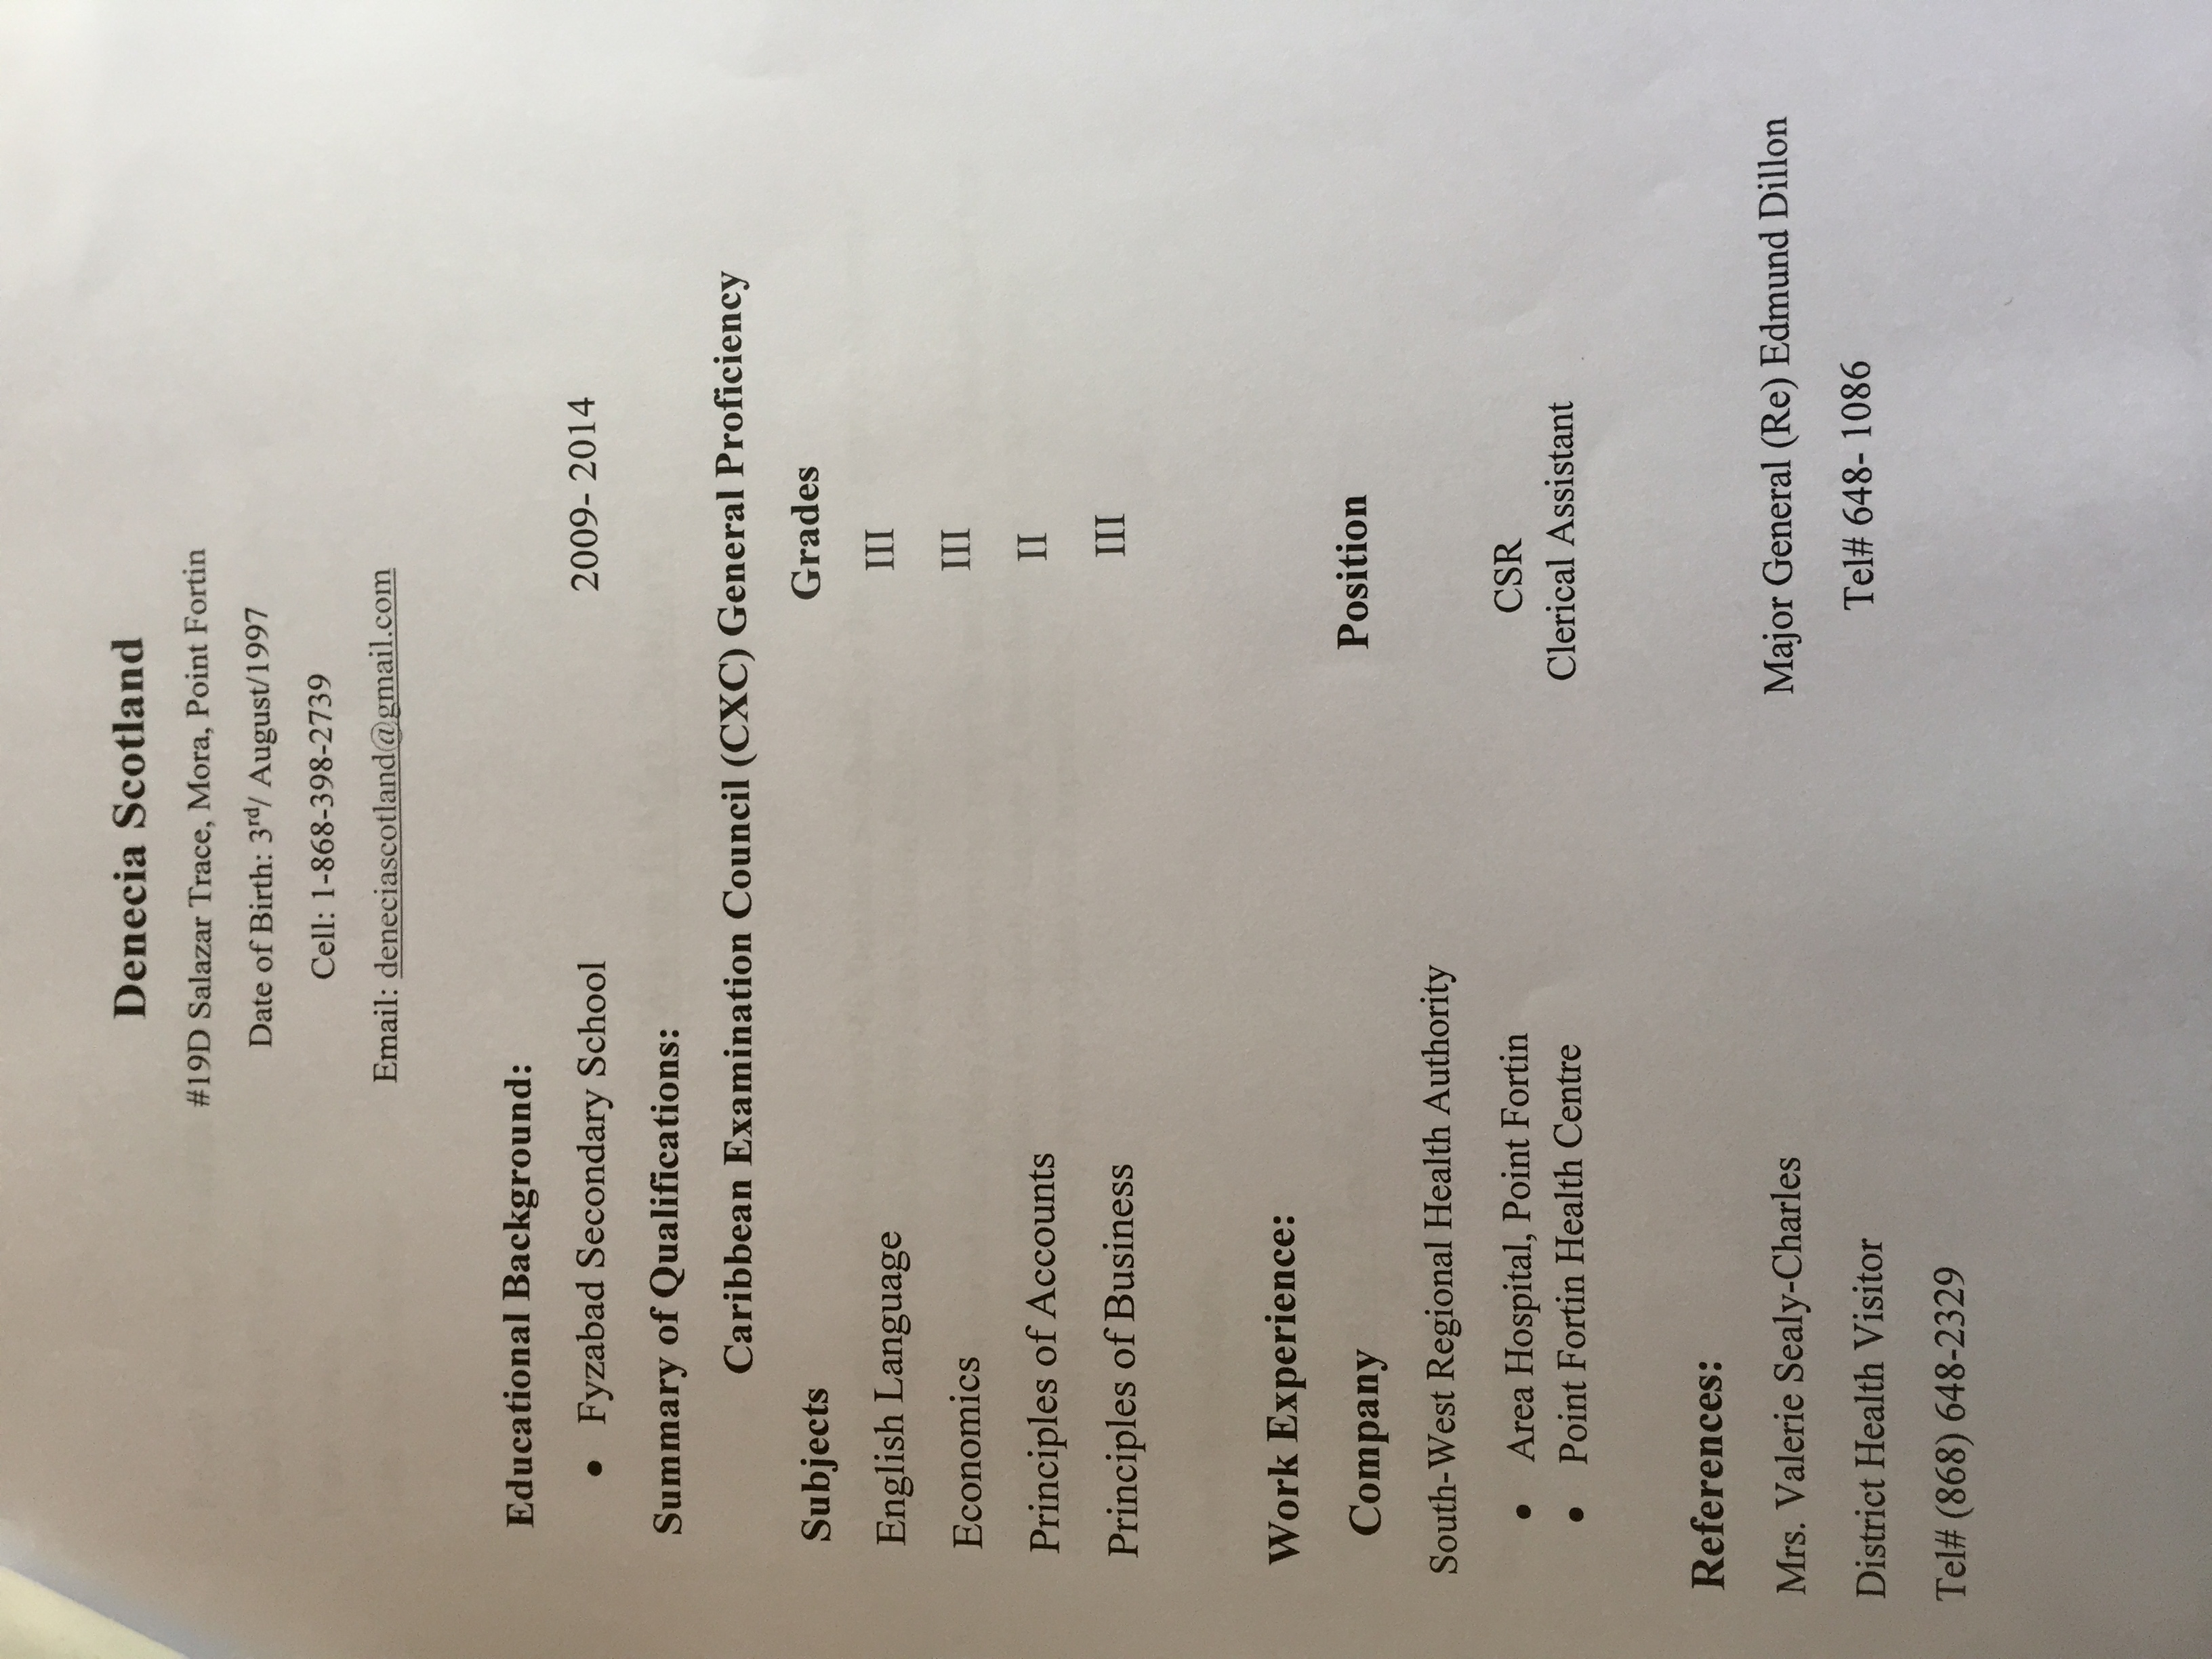 Denecia Scotland
#19D Salazar Trace, Mora, Point Fortin
Date of Birth: 3rd/ August/1997
Cell: 1-868-398-2739
Email: deneciascotland@gmail.com
Educational Background:
• Fyzabad Secondary School 2009- 2014
Summary of Qualifications:
Caribbean Examination Council (CXC) General Proficiency
Subjects Grades
English Language III
Economics III
Principles of Accounts II
Principles of Business III
Work Experience:
Company Position
South-West Regional Health Authority
• Area Hospital, Point Fortin CSR
• Point Fortin Health Centre Clerical Assistant
References:
Mrs. Valerie Sealy-Charles Major General (Re) Edmund Dillon
District Health Visitor Tel# 648- 1086
Tel# (868) 648-2329